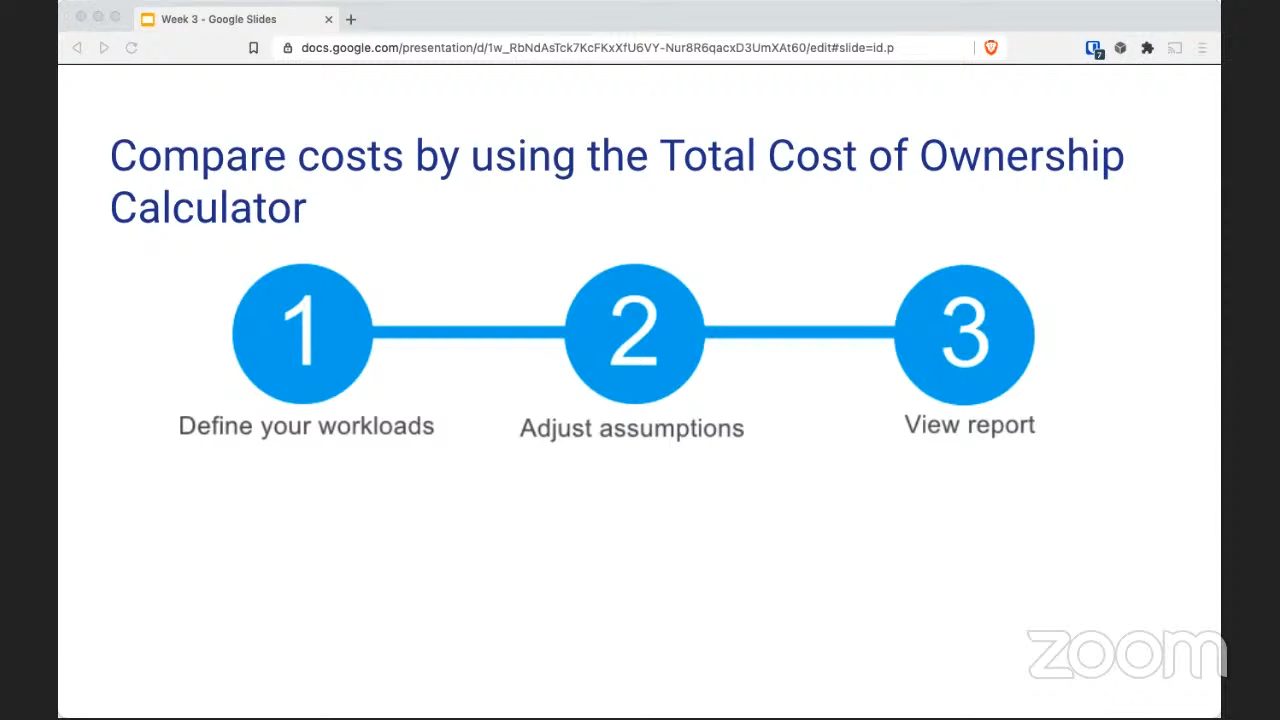 Week 3 - Google Slides
docs.google.com/presentation/d/1w_RbNdAsTck7KcFKxXfU6VY-Nur8R6qacxD3UmXAt60/edit#slide=id.p
7
Compare costs by using the Total Cost of Ownership
Calculator
1
2
3
Define your workloads
Adjust assumptions
View report
zoom